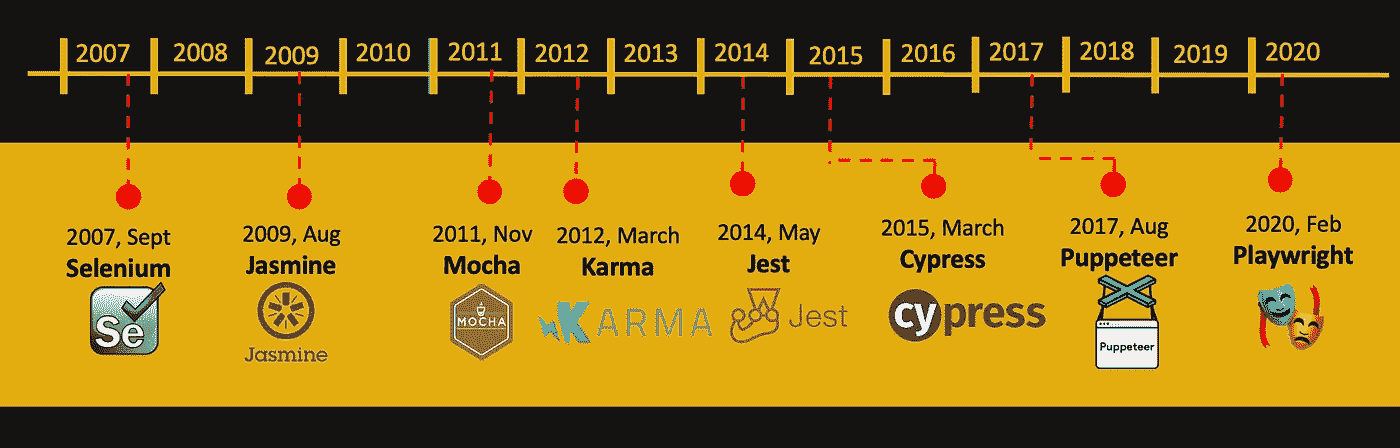 2007 2008 2009 2010 2011 2012 2013 2014 2015 2016 2017 2018 2019 2020
2007, Sept
Selenium
Se
2009, Aug
Jasmine
Jasmine
2011, Nov
Mocha
MOCHA
2012, March
Karma
KARMA
2014, May
Jest
Jest
2015, March
Cypress
cypress
2017, Aug
Puppeteer
Puppeteer
2020, Feb
Playwright